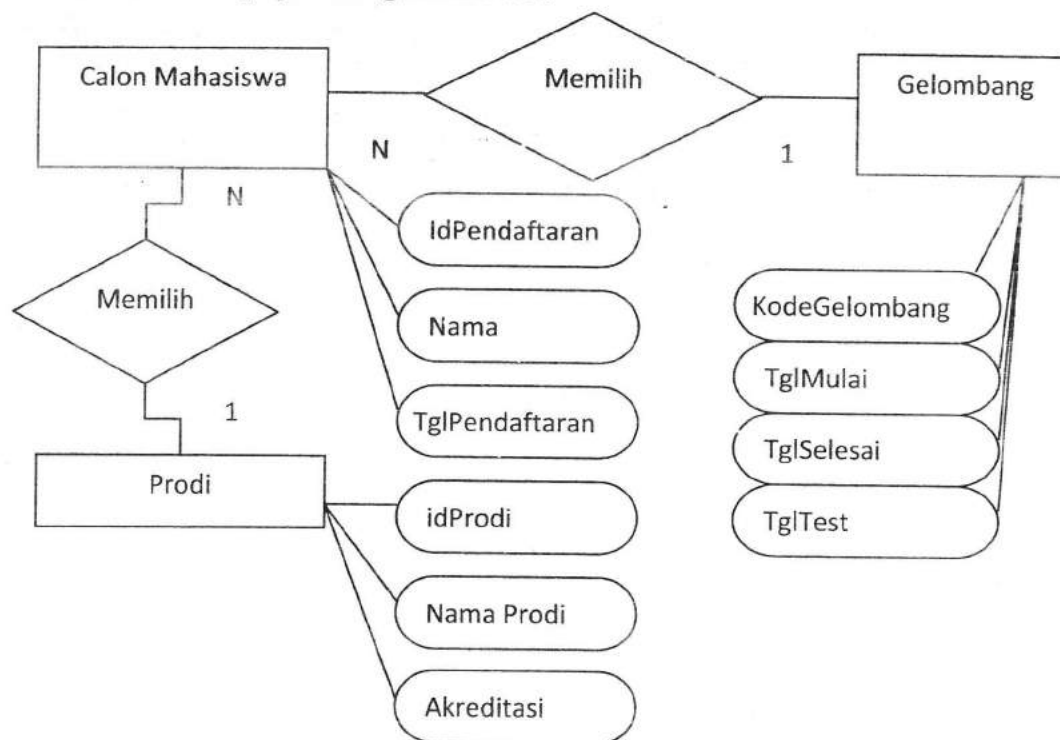 Calon Mahasiswa
Memilih
Gelombang
N
1
N
IdPendaftaran
Memilih
Nama
KodeGelombang
TglMulai
1
TglPendaftaran
TglSelesai
Prodi
idProdi
TglTest
Nama Prodi
Akreditasi